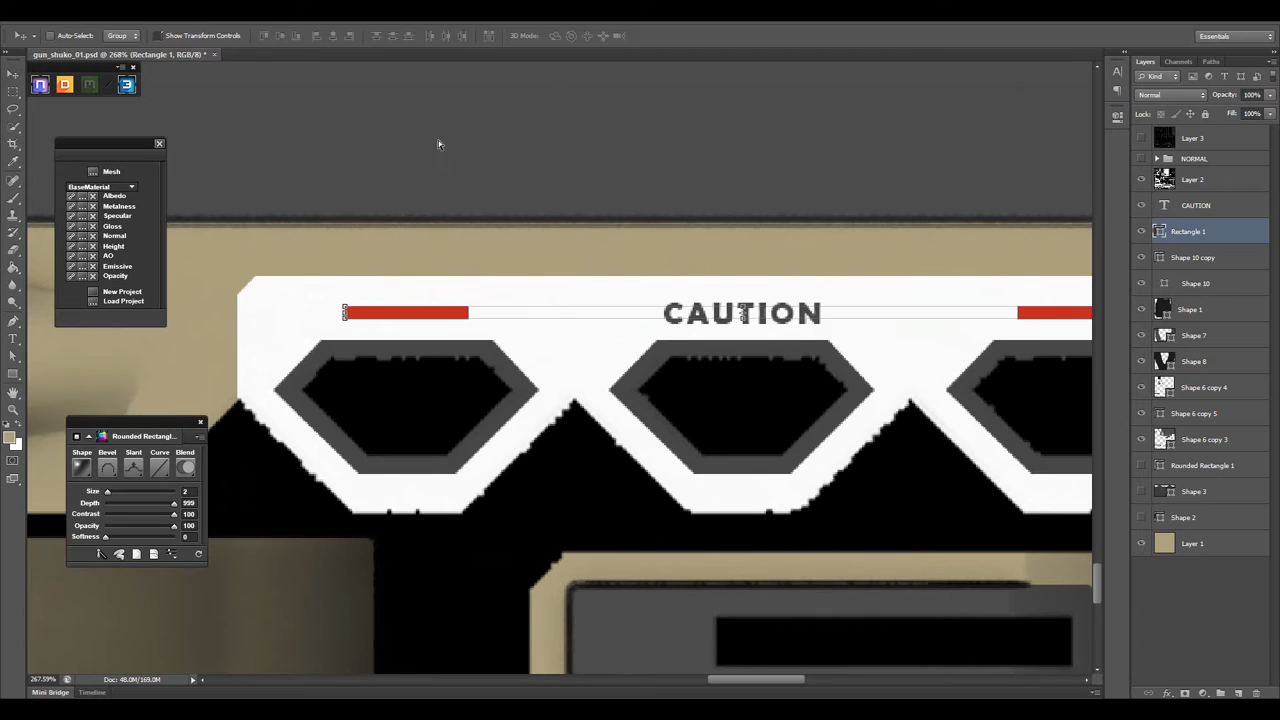 Auto-Select: Group Show Transform Controls 3D Mode: Essentials
gun_shuko_01.psd @ 268% (Rectangle 1, RGB/8) * ×
Layers Channels Paths
Kind
Normal Opacity: 100%
Lock: Fill: 100%
Mesh
BaseMaterial
Albedo
Metalness
Specular
Gloss
Normal
Height
AO
Emissive
Opacity
New Project
Load Project
CAUTION
Rounded Rectangl...
Shape Bevel Slant Curve Blend
Size 2
Depth 999
Contrast 100
Opacity 100
Softness 0
Layer 3
NORMAL
Layer 2
T CAUTION
Rectangle 1
Shape 10 copy
Shape 10
Shape 1
Shape 7
Shape 8
Shape 6 copy 4
Shape 6 copy 5
Shape 6 copy 3
Rounded Rectangle 1
Shape 3
Shape 2
Layer 1
267.59% Doc: 48.0M/169.0M
Mini Bridge Timeline